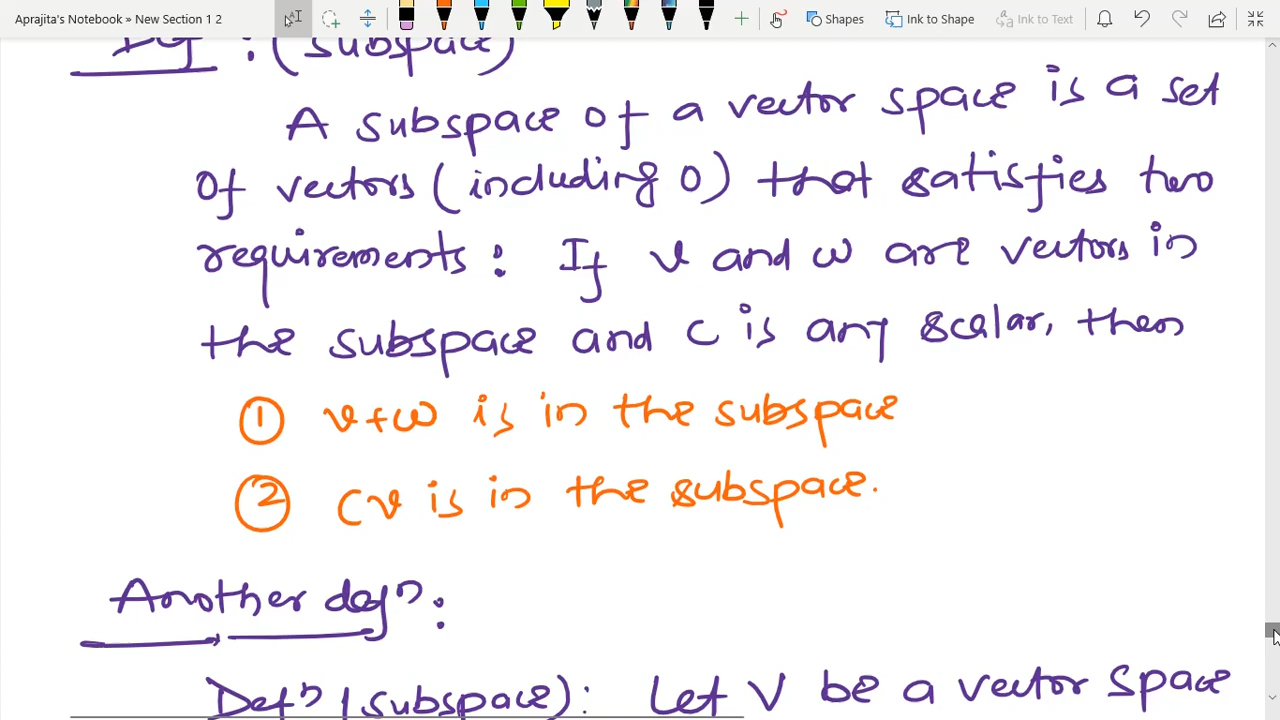 Aprajita's Notebook » New Section 1 2
Shapes
Ink to Shape
Ink to Text
Def : (subspace)
A subspace of a vector space is a set
of vectors (including 0) that satisfies two
requirements: If v and w are vectors in
the subspace and c is any scalar, then
① v+w is in the subspace
② cv is in the subspace.
Another defⁿ:
Defⁿ (subspace): Let V be a vector space